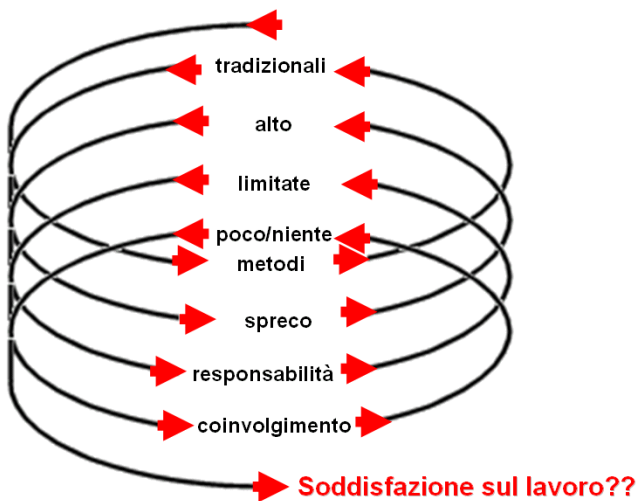 tradizionali
alto
limitate
poco/niente
metodi
spreco
responsabilità
coinvolgimento
Soddisfazione sul lavoro??